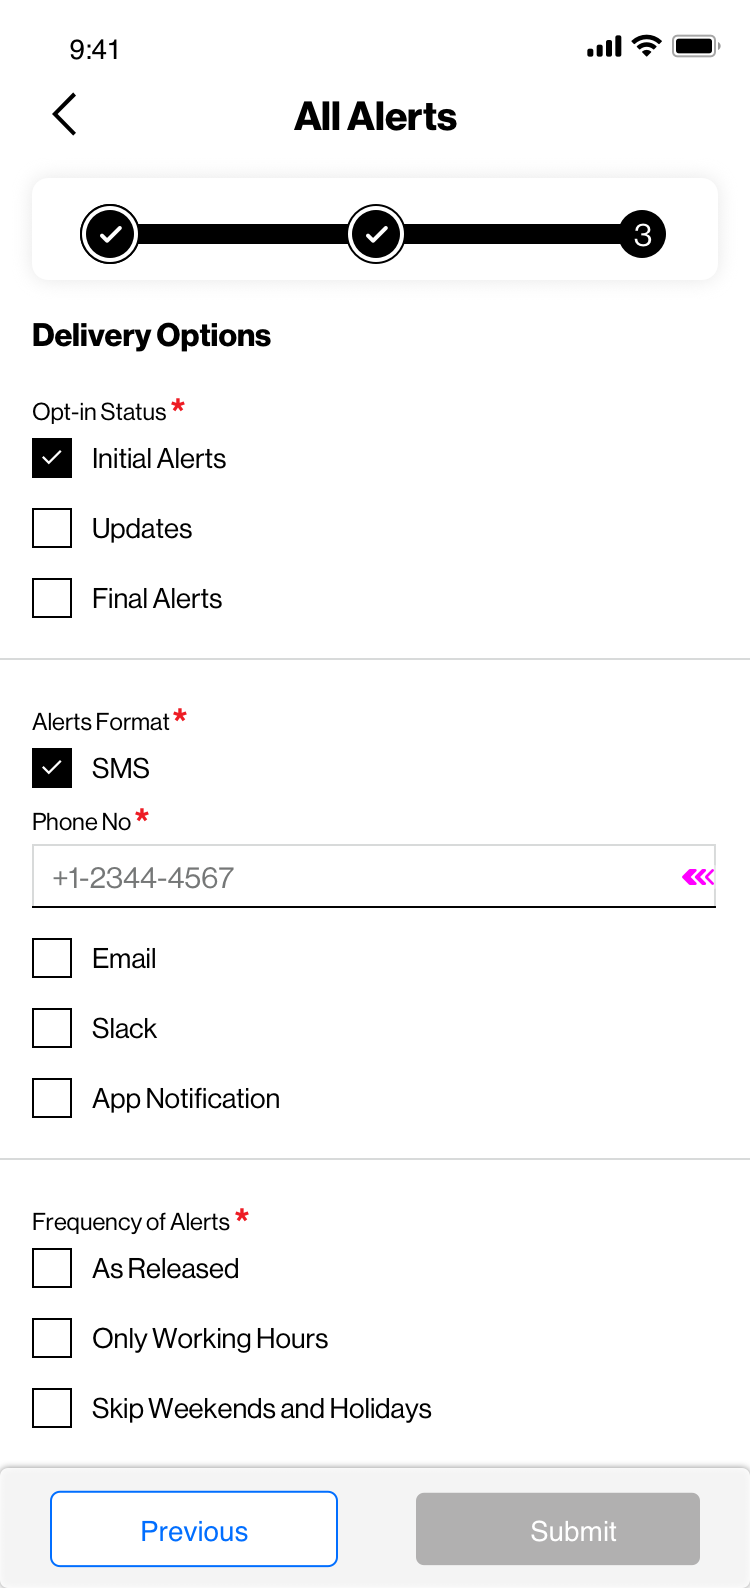 9:41
All Alerts
3
Delivery Options
Opt-in Status *
Initial Alerts
Updates
Final Alerts
Alerts Format *
SMS
Phone No *
+1-2344-4567
Email
Slack
App Notification
Frequency of Alerts *
As Released
Only Working Hours
Skip Weekends and Holidays
Previous
Submit